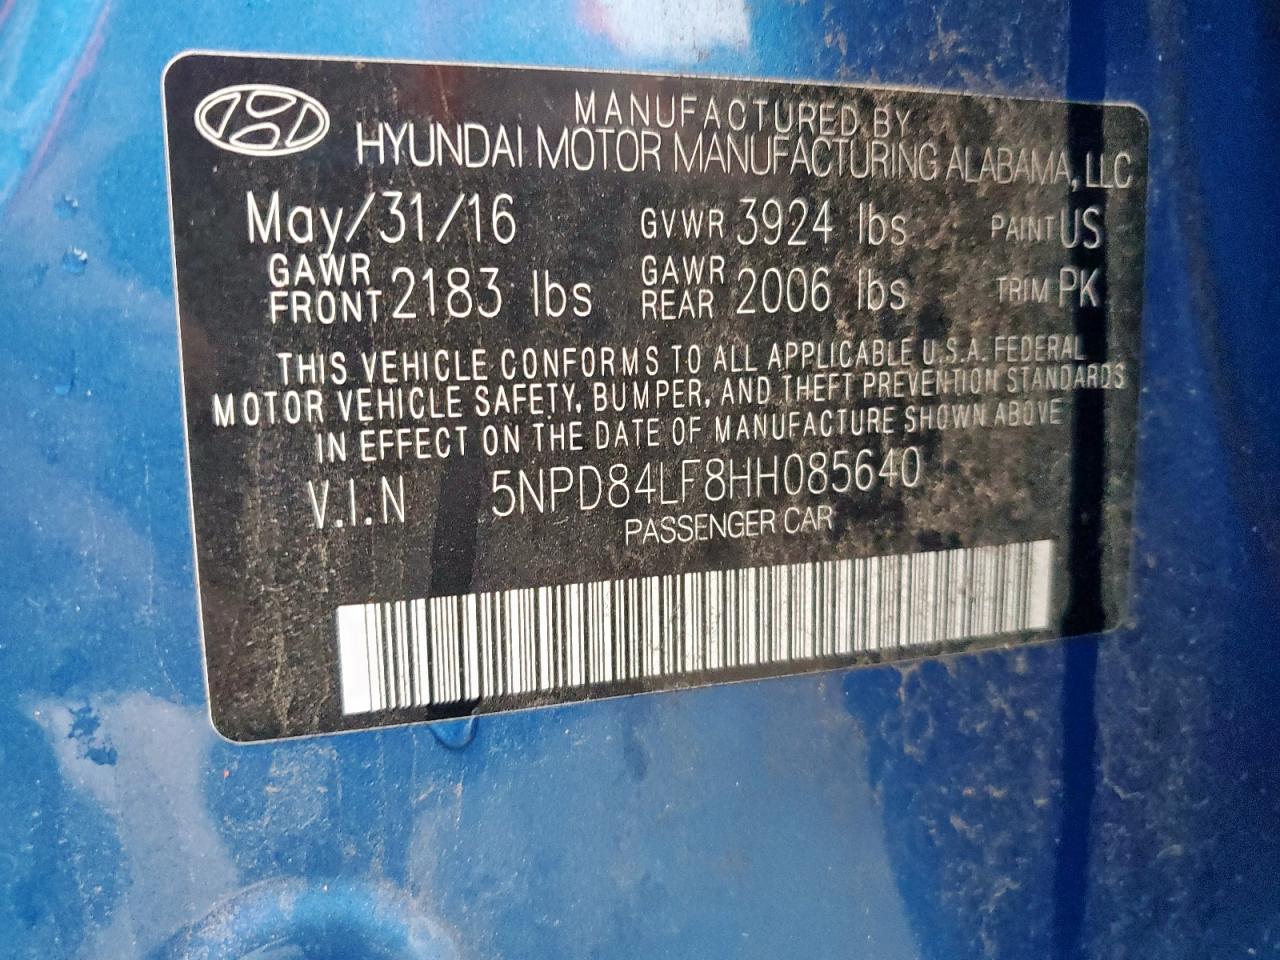 MANUFACTURED BY
HYUNDAI MOTOR MANUFACTURING ALABAMA, LLC
May/31/16 GVWR 3924 lbs PAINT US
GAWR FRONT 2183 lbs GAWR REAR 2006 lbs TRIM PK
THIS VEHICLE CONFORMS TO ALL APPLICABLE U.S.A. FEDERAL
MOTOR VEHICLE SAFETY, BUMPER, AND THEFT PREVENTION STANDARDS
IN EFFECT ON THE DATE OF MANUFACTURE SHOWN ABOVE
V.I.N 5NPD84LF8HH085640
PASSENGER CAR